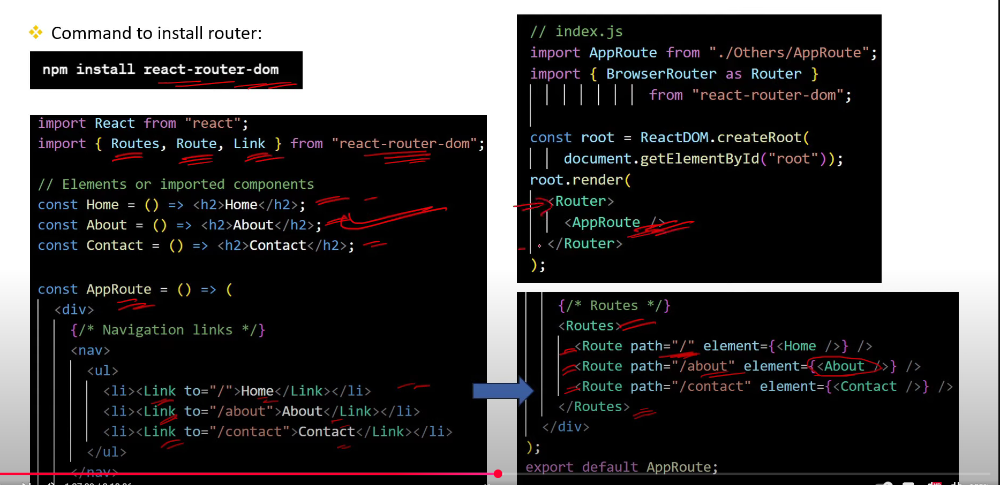 Command to install router:
npm install react-router-dom
import React from "react";
import { Routes, Route, Link } from "react-router-dom";
// Elements or imported components
const Home = () => <h2>Home</h2>;
const About = () => <h2>About</h2>;
const Contact = () => <h2>Contact</h2>;
const AppRoute = () => (
<div>
{/* Navigation links */}
<nav>
<ul>
<li><Link to="/">Home</Link></li>
<li><Link to="/about">About</Link></li>
<li><Link to="/contact">Contact</Link></li>
</ul>
</nav>
// index.js
import AppRoute from "./Others/AppRoute";
import { BrowserRouter as Router }
from "react-router-dom";
const root = ReactDOM.createRoot(
document.getElementById("root"));
root.render(
<Router>
<AppRoute />
</Router>
);
{/* Routes */}
<Routes>
<Route path="/" element={<Home />} />
<Route path="/about" element={<About />} />
<Route path="/contact" element={<Contact />} />
</Routes>
</div>
);
export default AppRoute;